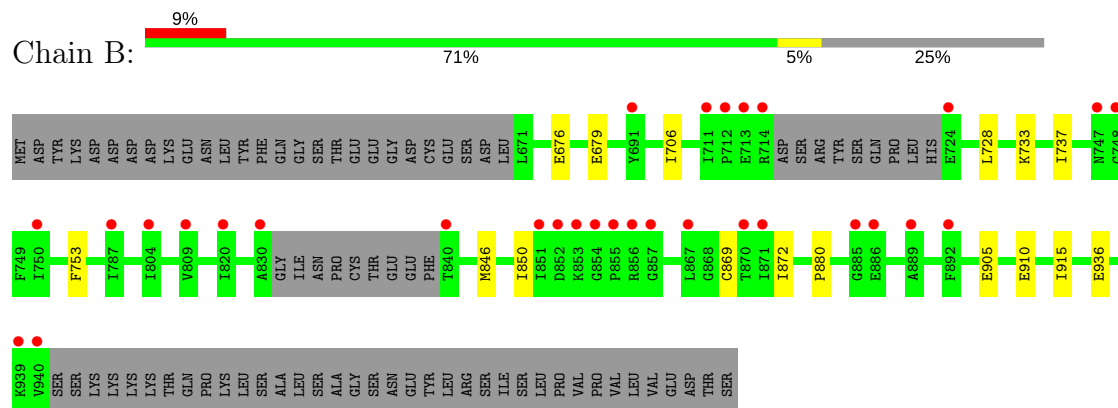 9%
Chain B:
71% 5% 25%
MET ASP TYR LYS ASP ASP ASP ASP LYS GLU ASN LEU TYR PHE GLN GLY SER THR GLU GLU GLY ASP CYS GLU SER ASP LEU L671 E676 E679 Y691 I706 I711 P712 E713 R714 ASP SER ARG TYR SER GLN PRO LEU HIS E724 L728 K733 I737 N747 G748
F749 I750 F753 I787 I804 V809 I820 A830 GLY ILE ASN PRO CYS THR GLU GLU PHE T840 M846 I850 I851 D852 K853 G854 P855 R856 G857 L867 G868 C869 T870 I871 I872 P880 G885 E886 A889 F892 E905 E910 I915 E936
K939 V940 SER SER LYS LYS LEU LYS THR GLN PRO LYS LEU SER ALA LEU SER ALA GLY SER ASN GLU TYR LEU ARG SER ILE SER LEU PRO VAL PRO VAL LEU VAL GLU ASP THR SER